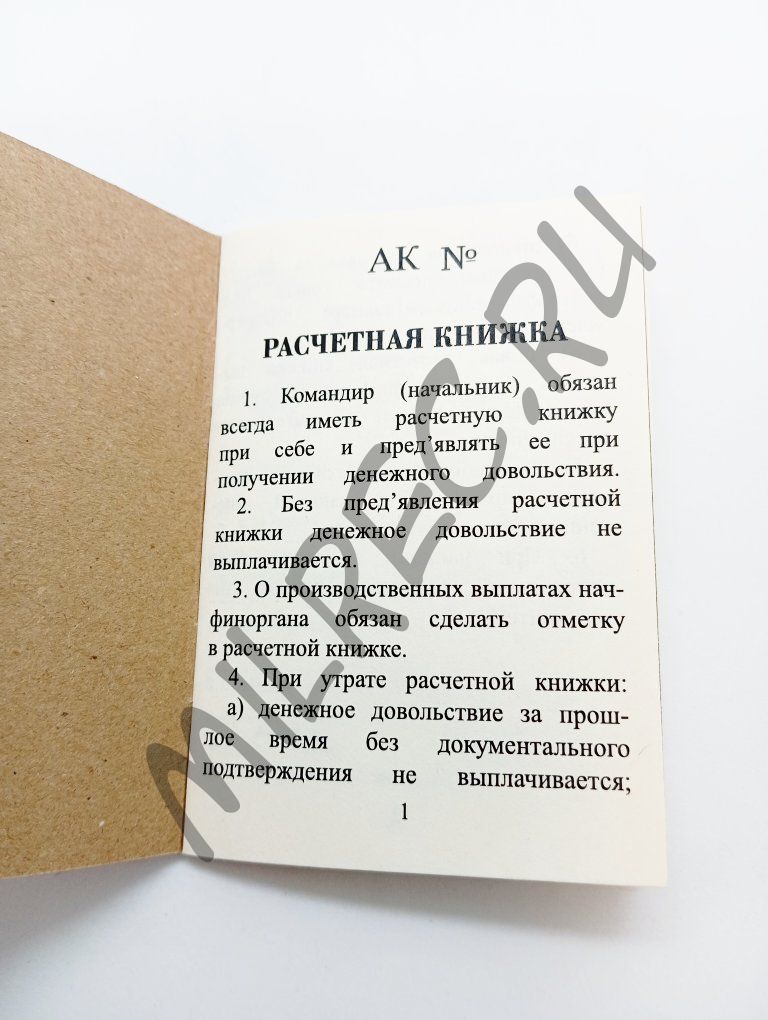 АК №
РАСЧЕТНАЯ КНИЖКА
1. Командир (начальник) обязан
всегда иметь расчетную книжку
при себе и пред’являть ее при
получении денежного довольствия.
2. Без пред’явления расчетной
книжки денежное довольствие не
выплачивается.
3. О производственных выплатах нач-
финоргана обязан сделать отметку
в расчетной книжке.
4. При утрате расчетной книжки:
а) денежное довольствие за прош-
лое время без документального
подтверждения не выплачивается;
1
MILREC.RU